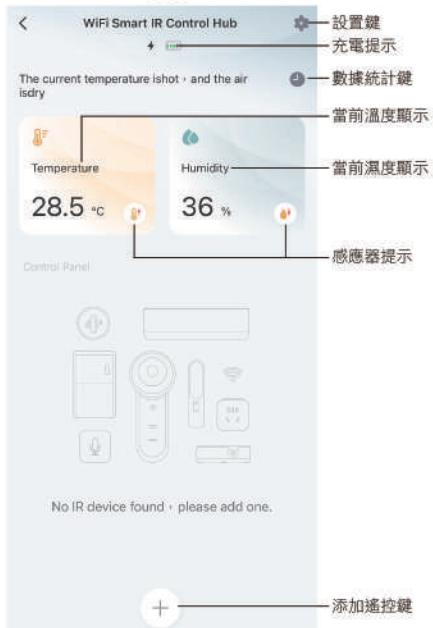 WiFi Smart IR Control Hub
設置鍵
充電提示
The current temperature ishot，and the air
isdry
數據統計鍵
當前溫度顯示
Temperature
Humidity
當前濕度顯示
28.5 °C
36 %
感應器提示
Control Panel
No IR device found，please add one.
添加遙控鍵